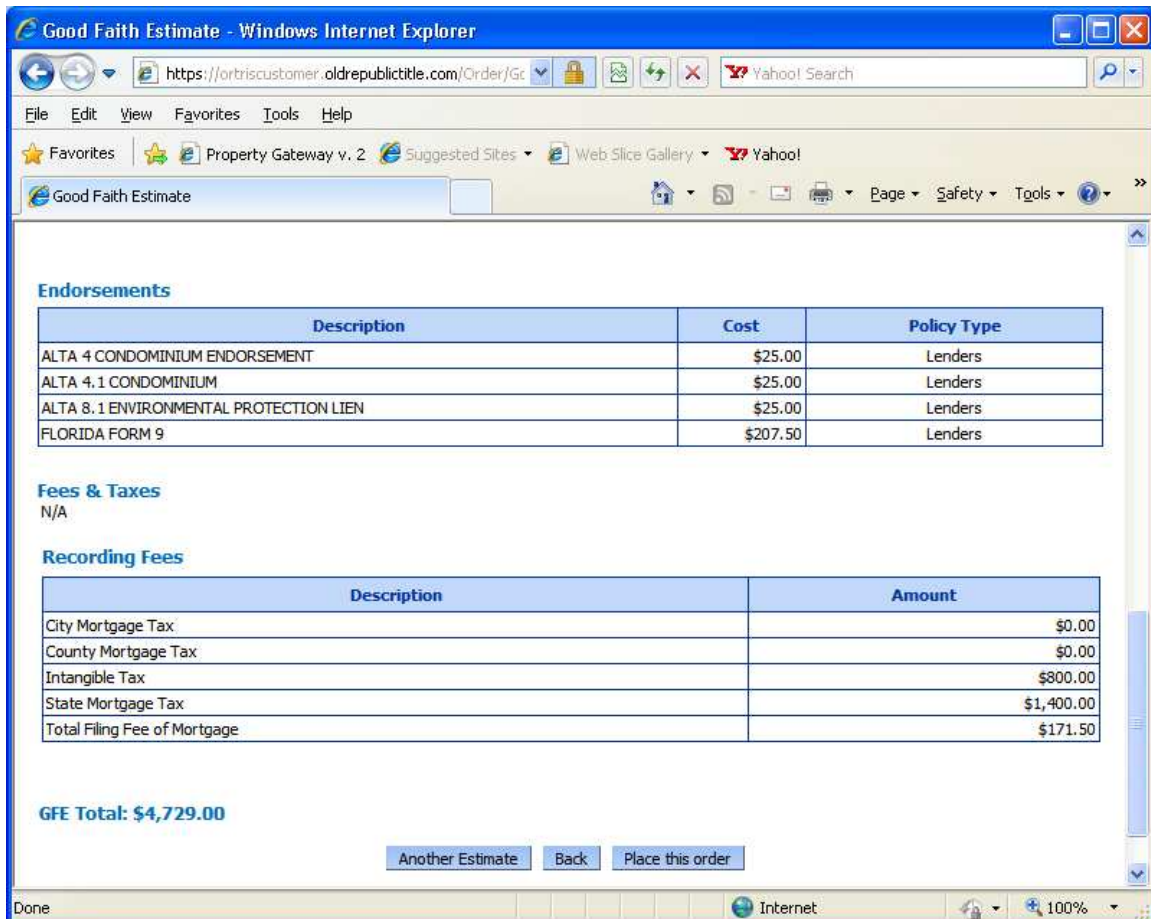 Good Faith Estimate - Windows Internet Explorer
https://ortriscustomer.oldrepublictitle.com/Order/Gc
Yahoo! Search
File Edit View Favorites Tools Help
Favorites Property Gateway v. 2 Suggested Sites Web Slice Gallery Yahoo!
Good Faith Estimate Page Safety Tools »
Endorsements
Description Cost Policy Type
ALTA 4 CONDOMINIUM ENDORSEMENT $25.00 Lenders
ALTA 4.1 CONDOMINIUM $25.00 Lenders
ALTA 8.1 ENVIRONMENTAL PROTECTION LIEN $25.00 Lenders
FLORIDA FORM 9 $207.50 Lenders
Fees & Taxes
N/A
Recording Fees
Description Amount
City Mortgage Tax $0.00
County Mortgage Tax $0.00
Intangible Tax $800.00
State Mortgage Tax $1,400.00
Total Filing Fee of Mortgage $171.50
GFE Total: $4,729.00
Another Estimate Back Place this order
Done Internet 100%